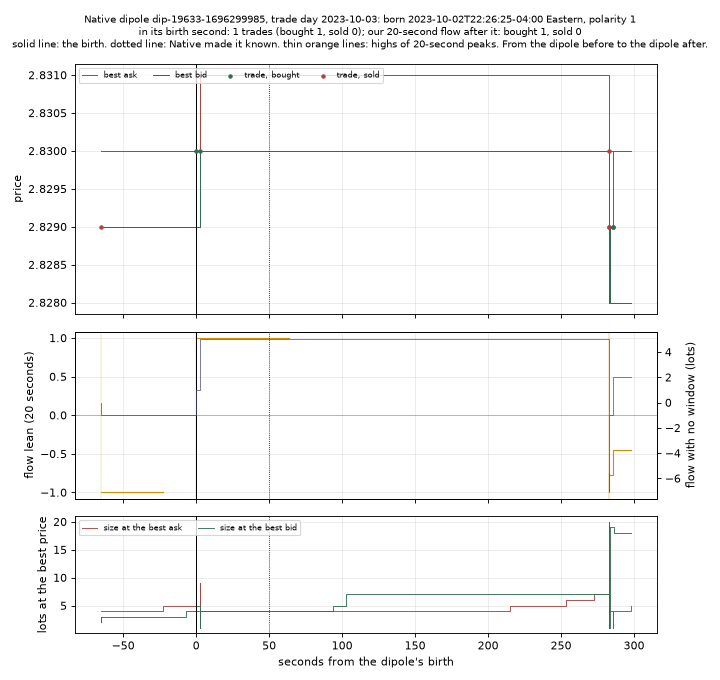 Native dipole dip-19633-1696299985, trade day 2023-10-03: born 2023-10-02T22:26:25-04:00 Eastern, polarity 1
in its birth second: 1 trades (bought 1, sold 0); our 20-second flow after it: bought 1, sold 0
solid line: the birth. dotted line: Native made it known. thin orange lines: highs of 20-second peaks. From the dipole before to the dipole after.
best ask best bid trade, bought trade, sold
2.8310
2.8305
2.8300
2.8295
2.8290
2.8285
2.8280
price
1.0
0.5
0.0
−0.5
−1.0
flow lean (20 seconds)
4
2
0
−2
−4
−6
flow with no window (lots)
size at the best ask size at the best bid
20
15
10
5
lots at the best price
−50 0 50 100 150 200 250 300
seconds from the dipole's birth